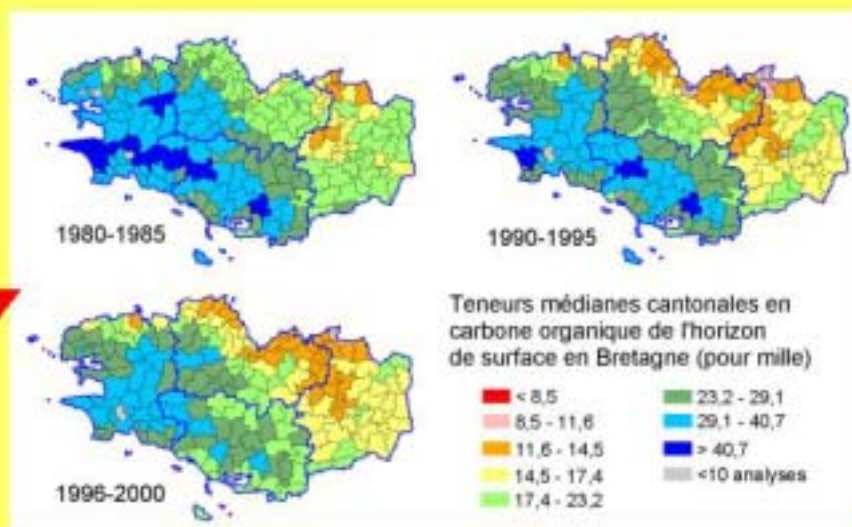 1980-1985
1990-1995
1996-2000
Teneurs médianes cantonales en
carbone organique de l'horizon
de surface en Bretagne (pour mille)
< 8,5
8,5 - 11,6
11,6 - 14,5
14,5 - 17,4
17,4 - 23,2
23,2 - 29,1
29,1 - 40,7
> 40,7
<10 analyses